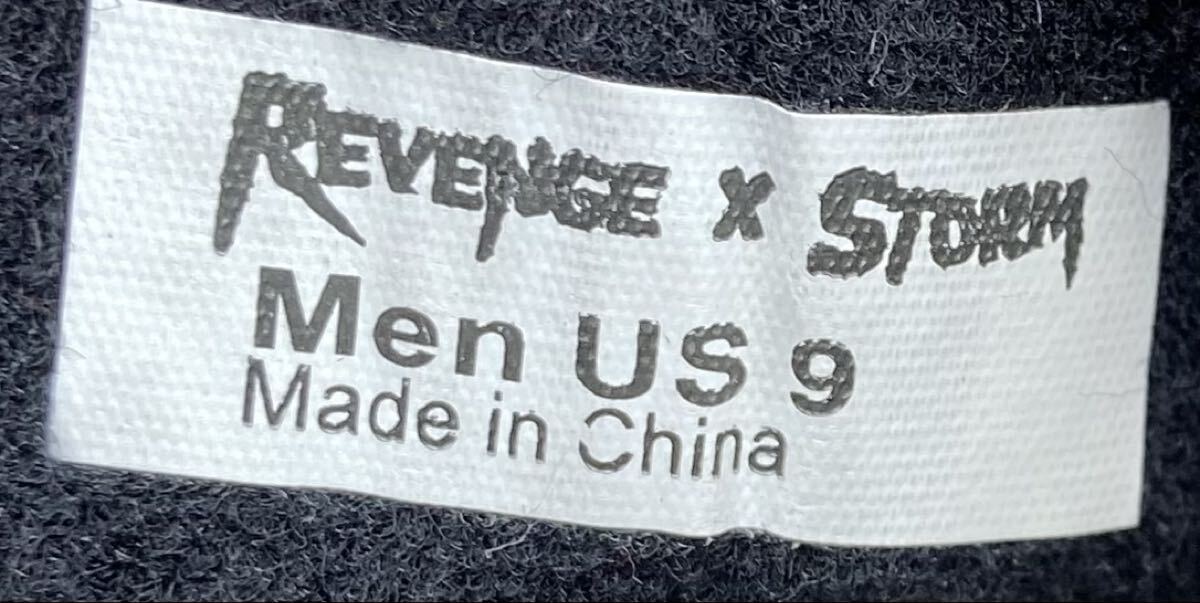 REVENGE X STORM
Men US 9
Made in China